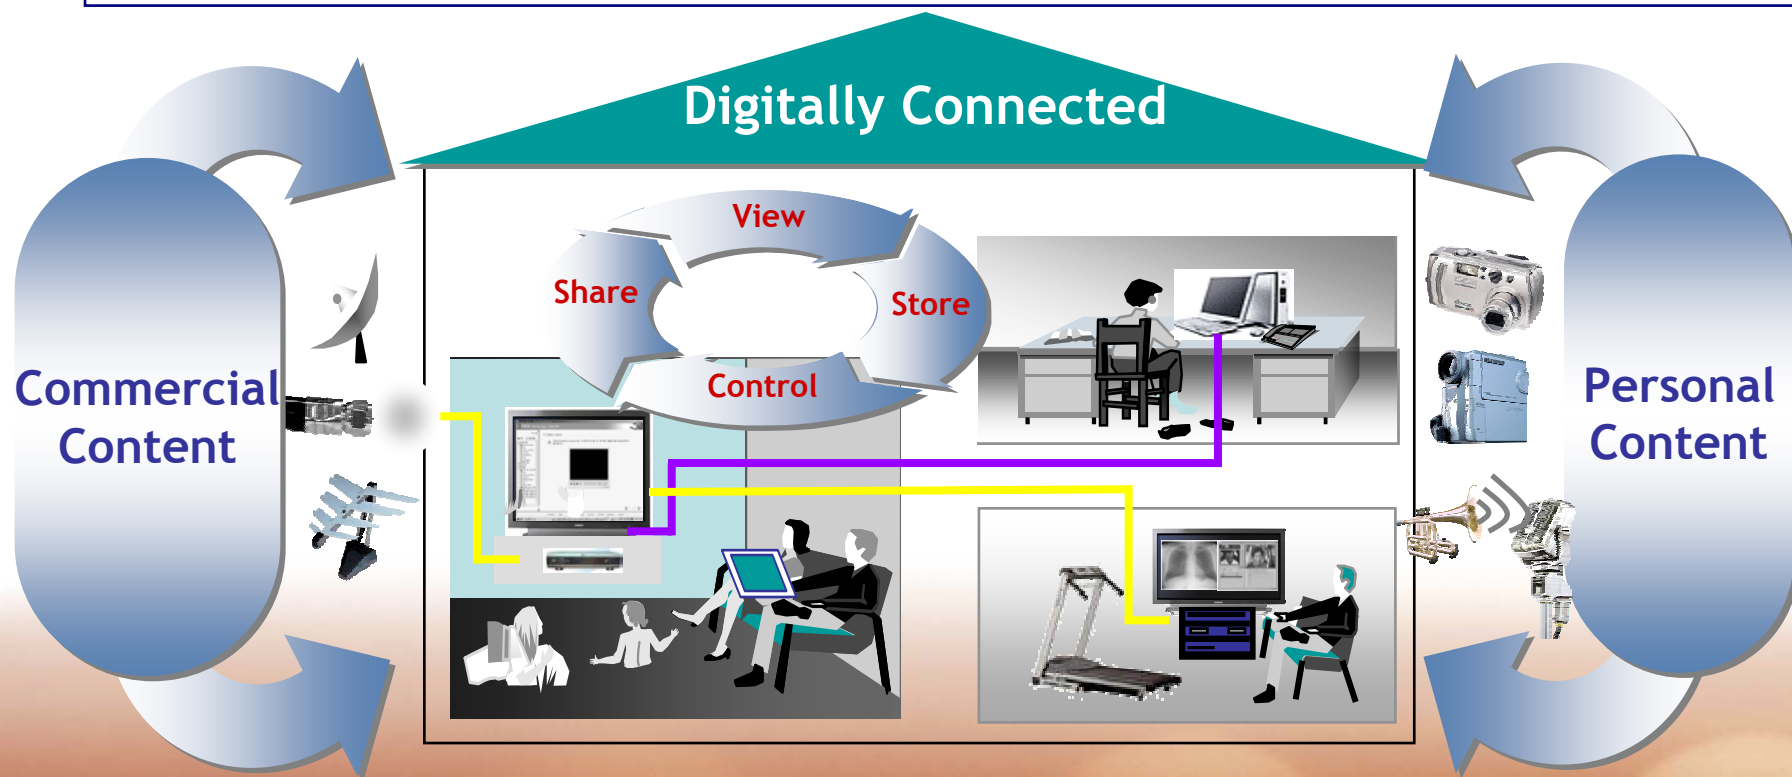 Digitally Connected
View
Share
Store
Control
Commercial
Content
Personal
Content